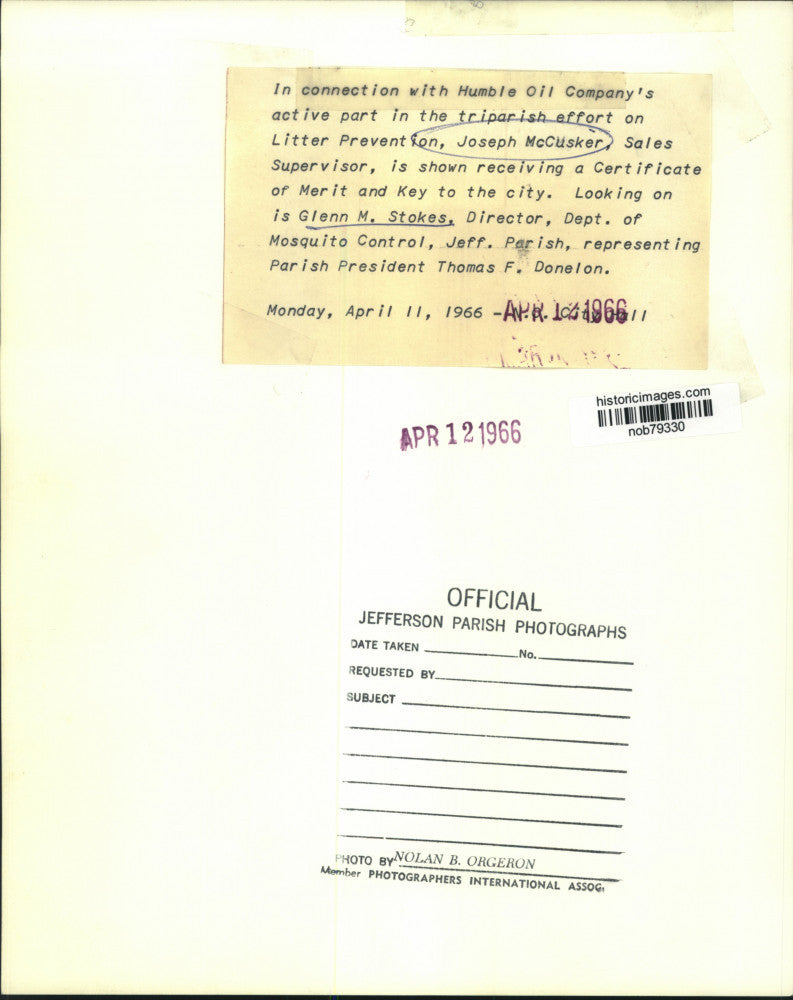 In connection with Humble Oil Company's
active part in the triparish effort on
Litter Prevention, Joseph McCusker, Sales
Supervisor, is shown receiving a Certificate
of Merit and Key to the city. Looking on
is Glenn M. Stokes, Director, Dept. of
Mosquito Control, Jeff. Parish, representing
Parish President Thomas F. Donelon.
Monday, April 11, 1966 - N.O. City Hall
APR 12 1966
historicimages.com
nob79330
APR 12 1966
OFFICIAL
JEFFERSON PARISH PHOTOGRAPHS
DATE TAKEN No.
REQUESTED BY
SUBJECT
PHOTO BY NOLAN B. ORGERON
Member PHOTOGRAPHERS INTERNATIONAL ASSOC.